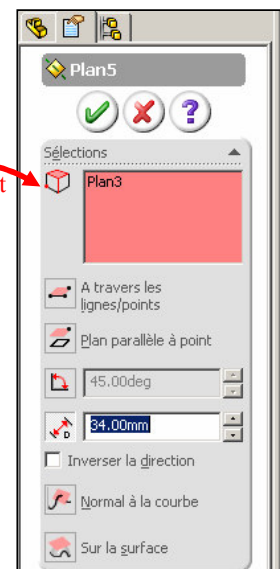 Plan5
?
Sélections
Plan3
t
A travers les
lignes/points
Plan parallèle à point
45.00deg
D
34.00mm
Inverser la direction
Normal à la courbe
Sur la surface